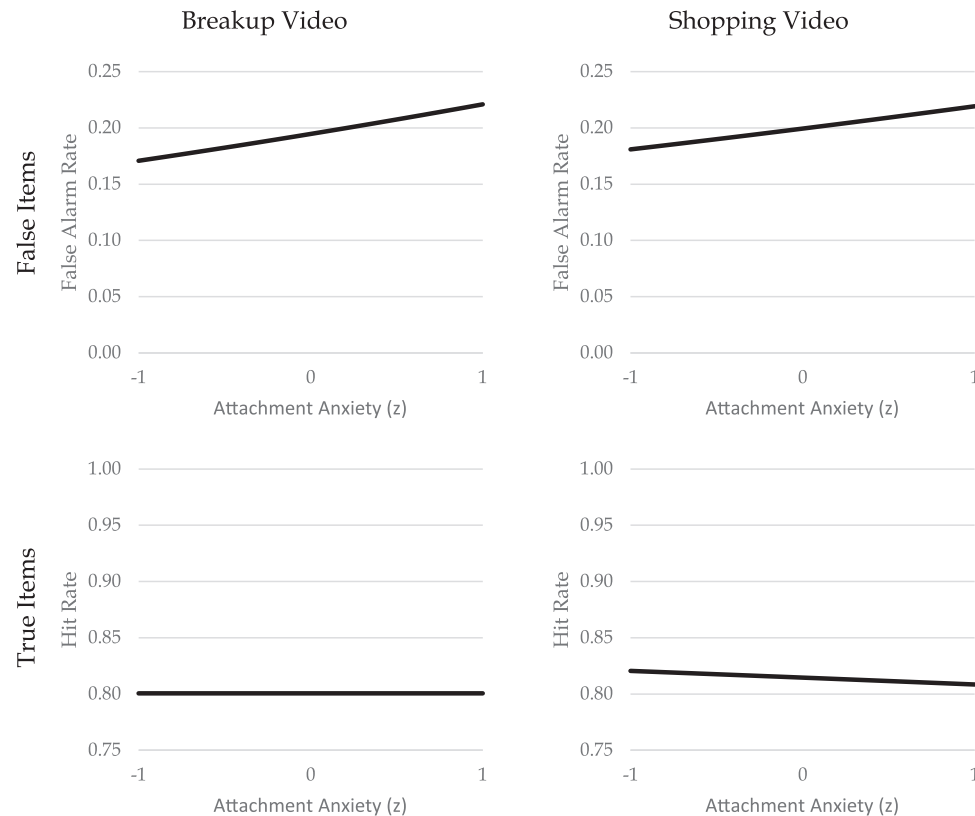 Breakup Video
Shopping Video
False Items
False Alarm Rate
0.25
0.20
0.15
0.10
0.05
0.00
-1 0 1
Attachment Anxiety (z)
False Alarm Rate
0.25
0.20
0.15
0.10
0.05
0.00
-1 0 1
Attachment Anxiety (z)
True Items
Hit Rate
1.00
0.95
0.90
0.85
0.80
0.75
-1 0 1
Attachment Anxiety (z)
Hit Rate
1.00
0.95
0.90
0.85
0.80
0.75
-1 0 1
Attachment Anxiety (z)